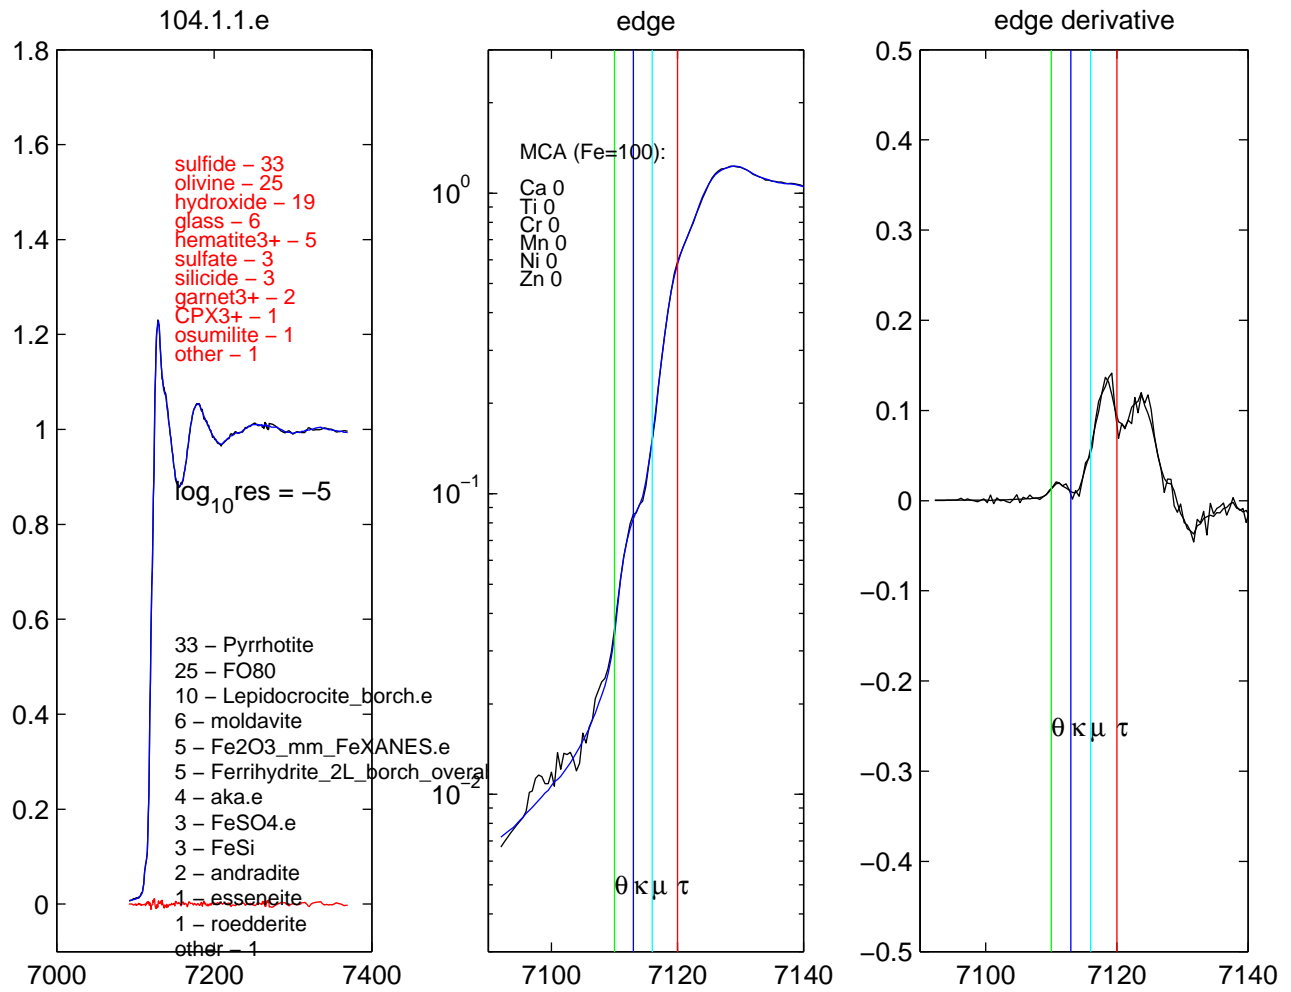 104.1.1.e
1.8
1.6
1.4
1.2
1
0.8
0.6
0.4
0.2
0
7000
7200
7400
sulfide − 33
olivine − 25
hydroxide − 19
glass − 6
hematite3+ − 5
sulfate − 3
silicide − 3
garnet3+ − 2
CPX3+ − 1
osumilite − 1
other − 1
log10res = −5
33 − Pyrrhotite
25 − FO80
10 − Lepidocrocite_borch.e
6 − moldavite
5 − Fe2O3_mm_FeXANES.e
5 − Ferrihydrite_2L_borch_overal
4 − aka.e
3 − FeSO4.e
3 − FeSi
2 − andradite
1 − esseneite
1 − roedderite
other − 1
edge
10^0
10^−1
10^−2
7100
7120
7140
MCA (Fe=100):
Ca 0
Ti 0
Cr 0
Mn 0
Ni 0
Zn 0
θ κ μ τ
edge derivative
0.5
0.4
0.3
0.2
0.1
0
−0.1
−0.2
−0.3
−0.4
−0.5
7100
7120
7140
θ κ μ τ